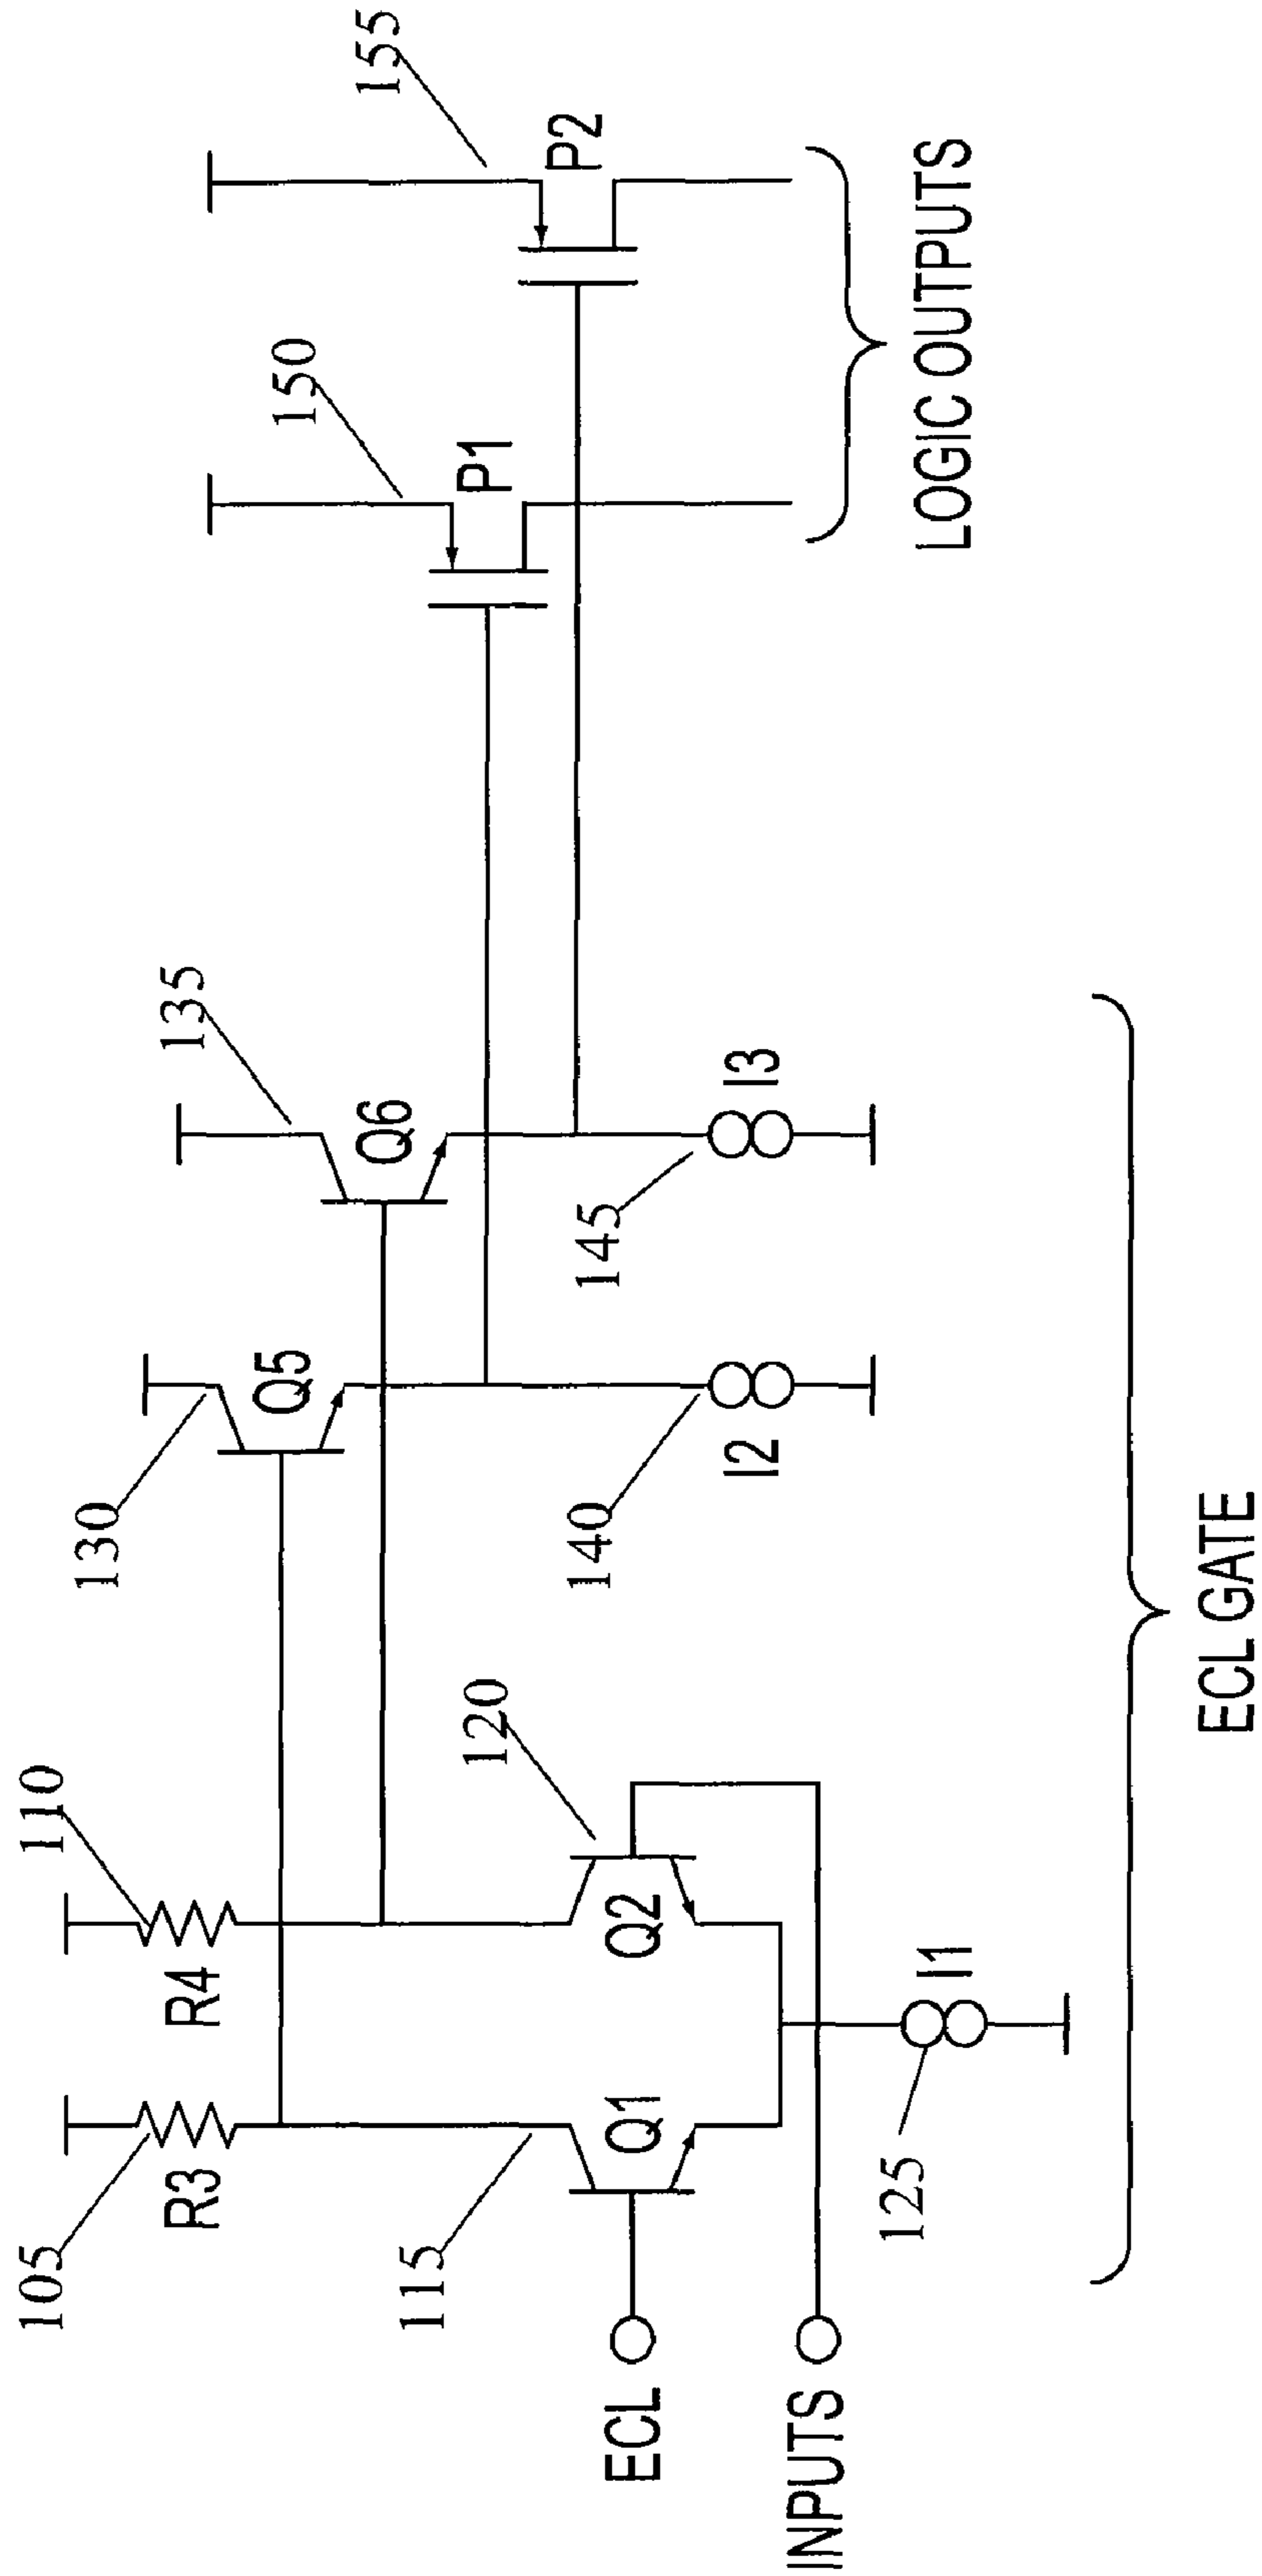 105
110
R3
R4
130
Q5
135
Q6
150
P1
155
P2
115
Q1
120
Q2
ECL
INPUTS
125
I1
140
I2
145
I3
LOGIC OUTPUTS
ECL GATE